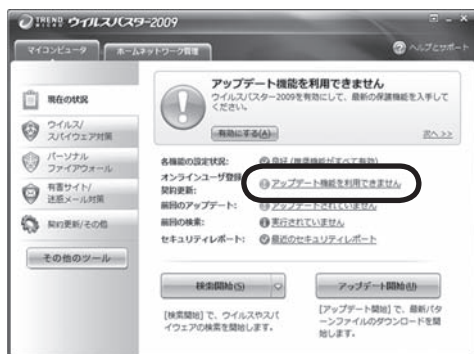 TREND MICRO ウイルスバスター2009
マイコンピュータ
ホームネットワーク管理
ヘルプとサポート
現在の状況
ウイルス/
スパイウェア対策
パーソナル
ファイアウォール
有害サイト/
迷惑メール対策
契約更新/その他
その他のツール
アップデート機能を利用できません
ウイルスバスター2009を有効にして、最新の保護機能を入手して
ください。
有効にする(A)
次へ >>
各機能の設定状況: 良好 (推奨機能がすべて有効)
オンラインユーザ登録
契約更新: アップデート機能を利用できません
前回のアップデート: アップデートされていません
前回の検索: 実行されていません
セキュリティレポート: 最近のセキュリティレポート
検索開始(S)
アップデート開始(U)
[検索開始] で、ウイルスやスパ
イウェアの検索を開始します。
[アップデート開始] で、最新パタ
ーンファイルのダウンロードを開
始します。